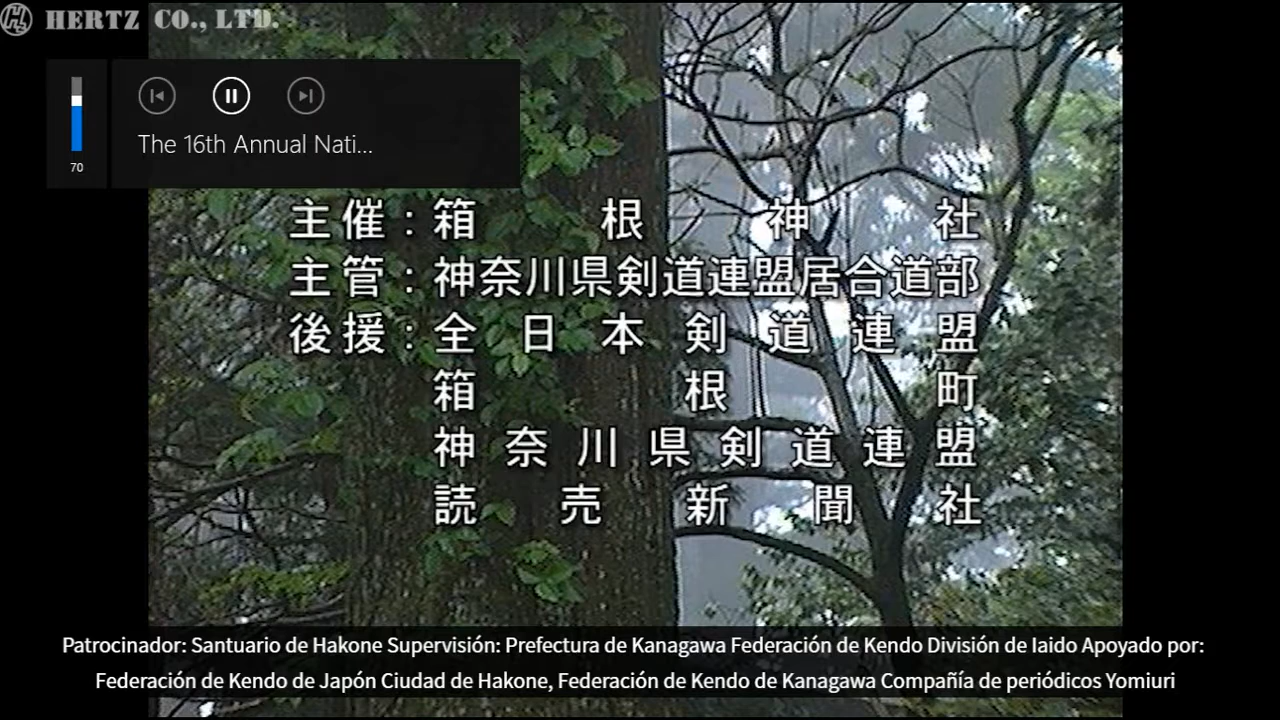 HERTZ CO., LTD.
70
The 16th Annual Nati...
主催：箱根神社
主管：神奈川県剣道連盟居合道部
後援：全日本剣道連盟
箱根町
神奈川県剣道連盟
読売新聞社
Patrocinador: Santuario de Hakone Supervisión: Prefectura de Kanagawa Federación de Kendo División de Iaido Apoyado por:
Federación de Kendo de Japón Ciudad de Hakone, Federación de Kendo de Kanagawa Compañía de periódicos Yomiuri